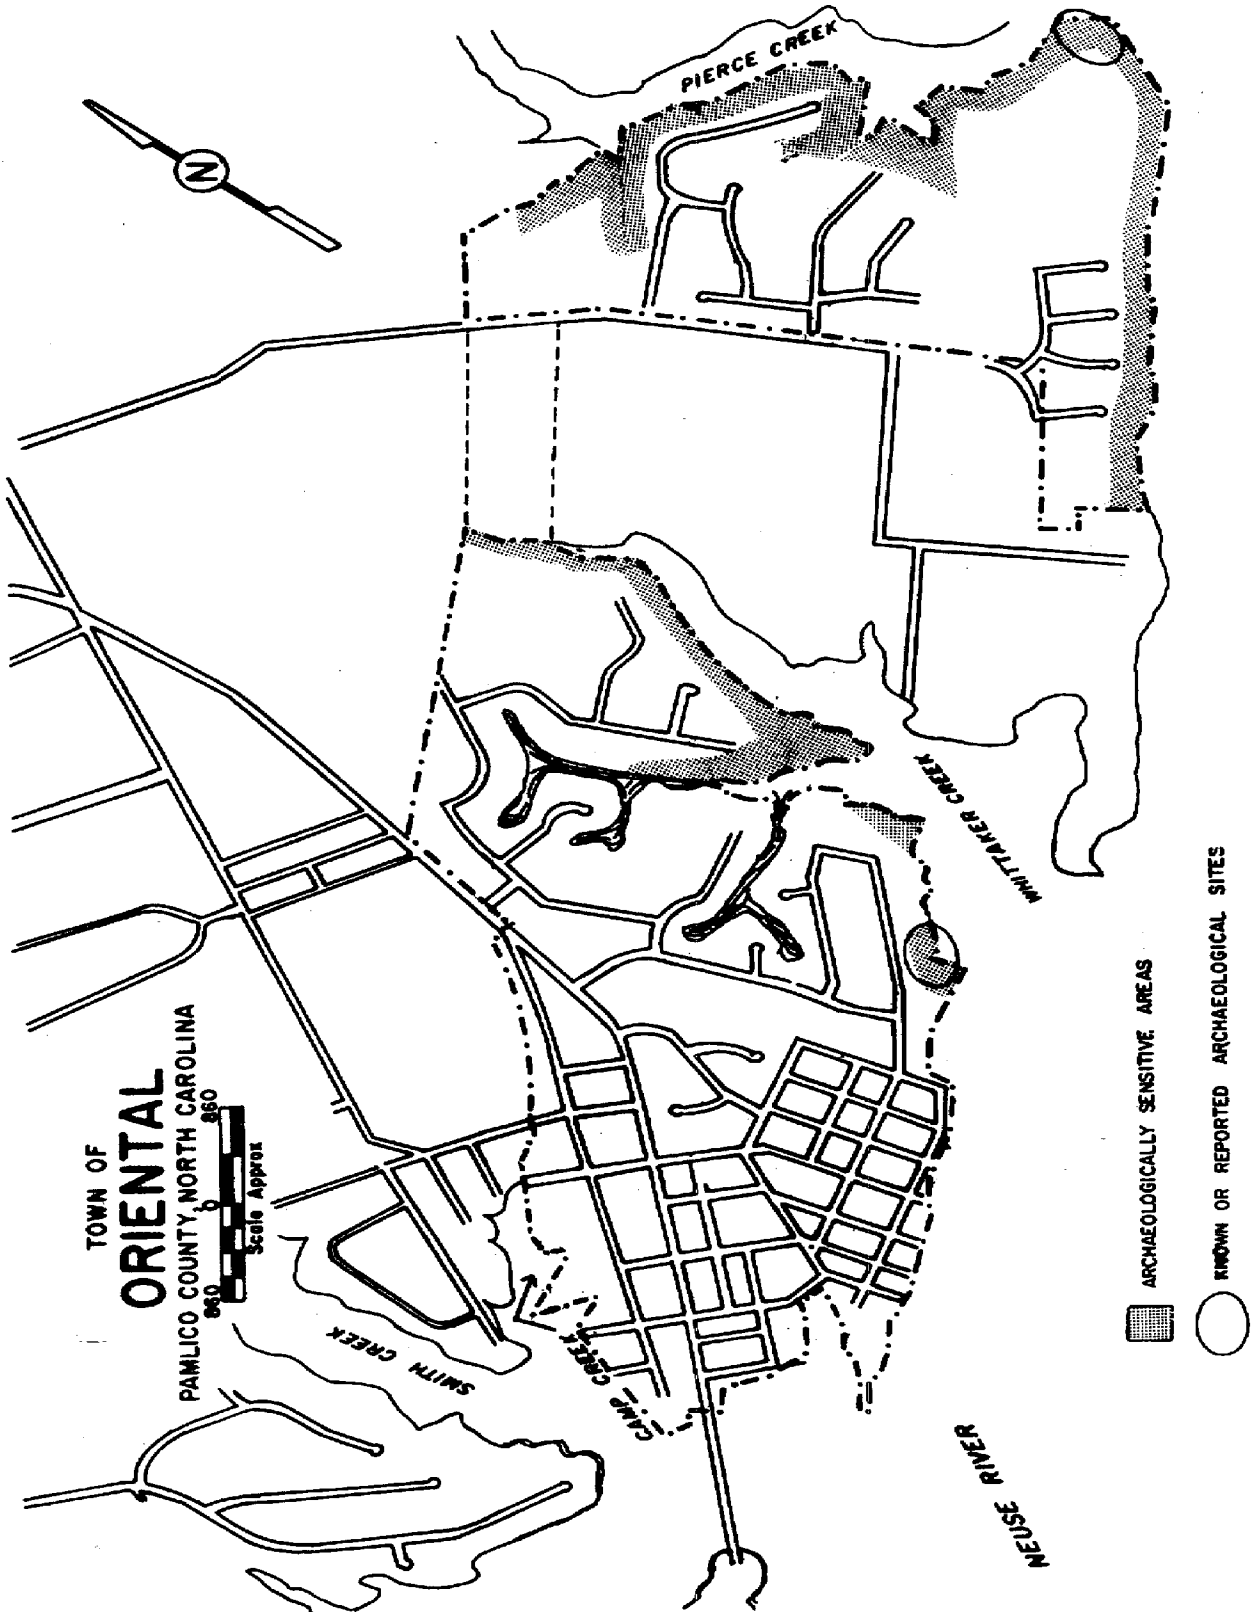 TOWN OF
ORIENTAL
PAMLICO COUNTY, NORTH CAROLINA
860 0 860
Scale Approx
N
PIERCE CREEK
WHITTAKER CREEK
SMITH CREEK
CAMP CREEK
NEUSE RIVER
ARCHAEOLOGICALLY SENSITIVE AREAS
KNOWN OR REPORTED ARCHAEOLOGICAL SITES